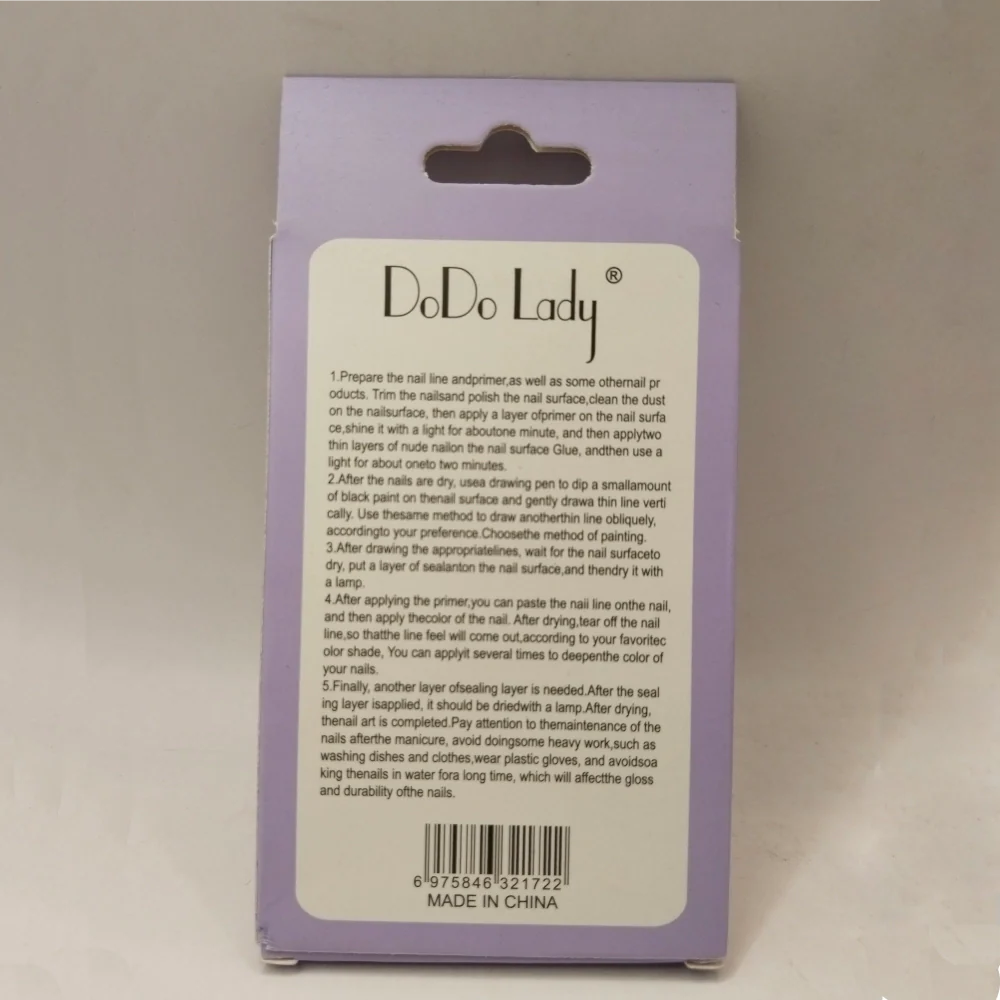 DoDo Lady®
1.Prepare the nail line andprimer,as well as some othernail pr
oducts. Trim the nailsand polish the nail surface,clean the dust
on the nailsurface, then apply a layer ofprimer on the nail surfa
ce,shine it with a light for aboutone minute, and then applytwo
thin layers of nude nailon the nail surface Glue, andthen use a
light for about oneto two minutes.
2.After the nails are dry, usea drawing pen to dip a smallamount
of black paint on thenail surface and gently drawa thin line verti
cally. Use thesame method to draw anotherthin line obliquely,
accordingto your preference.Choosethe method of painting.
3.After drawing the appropriatelines, wait for the nail surfaceto
dry, put a layer of sealanton the nail surface,and thendry it with
a lamp.
4.After applying the primer,you can paste the nail line onthe nail,
and then apply thecolor of the nail. After drying,tear off the nail
line,so thatthe line feel will come out,according to your favoritec
olor shade, You can applyit several times to deepenthe color of
your nails.
5.Finally, another layer ofsealing layer is needed.After the seal
ing layer isapplied, it should be driedwith a lamp.After drying,
thenail art is completed.Pay attention to themaintenance of the
nails afterthe manicure, avoid doingsome heavy work,such as
washing dishes and clothes,wear plastic gloves, and avoidsoa
king thenails in water fora long time, which will affectthe gloss
and durability ofthe nails.
6 975846 321722
MADE IN CHINA